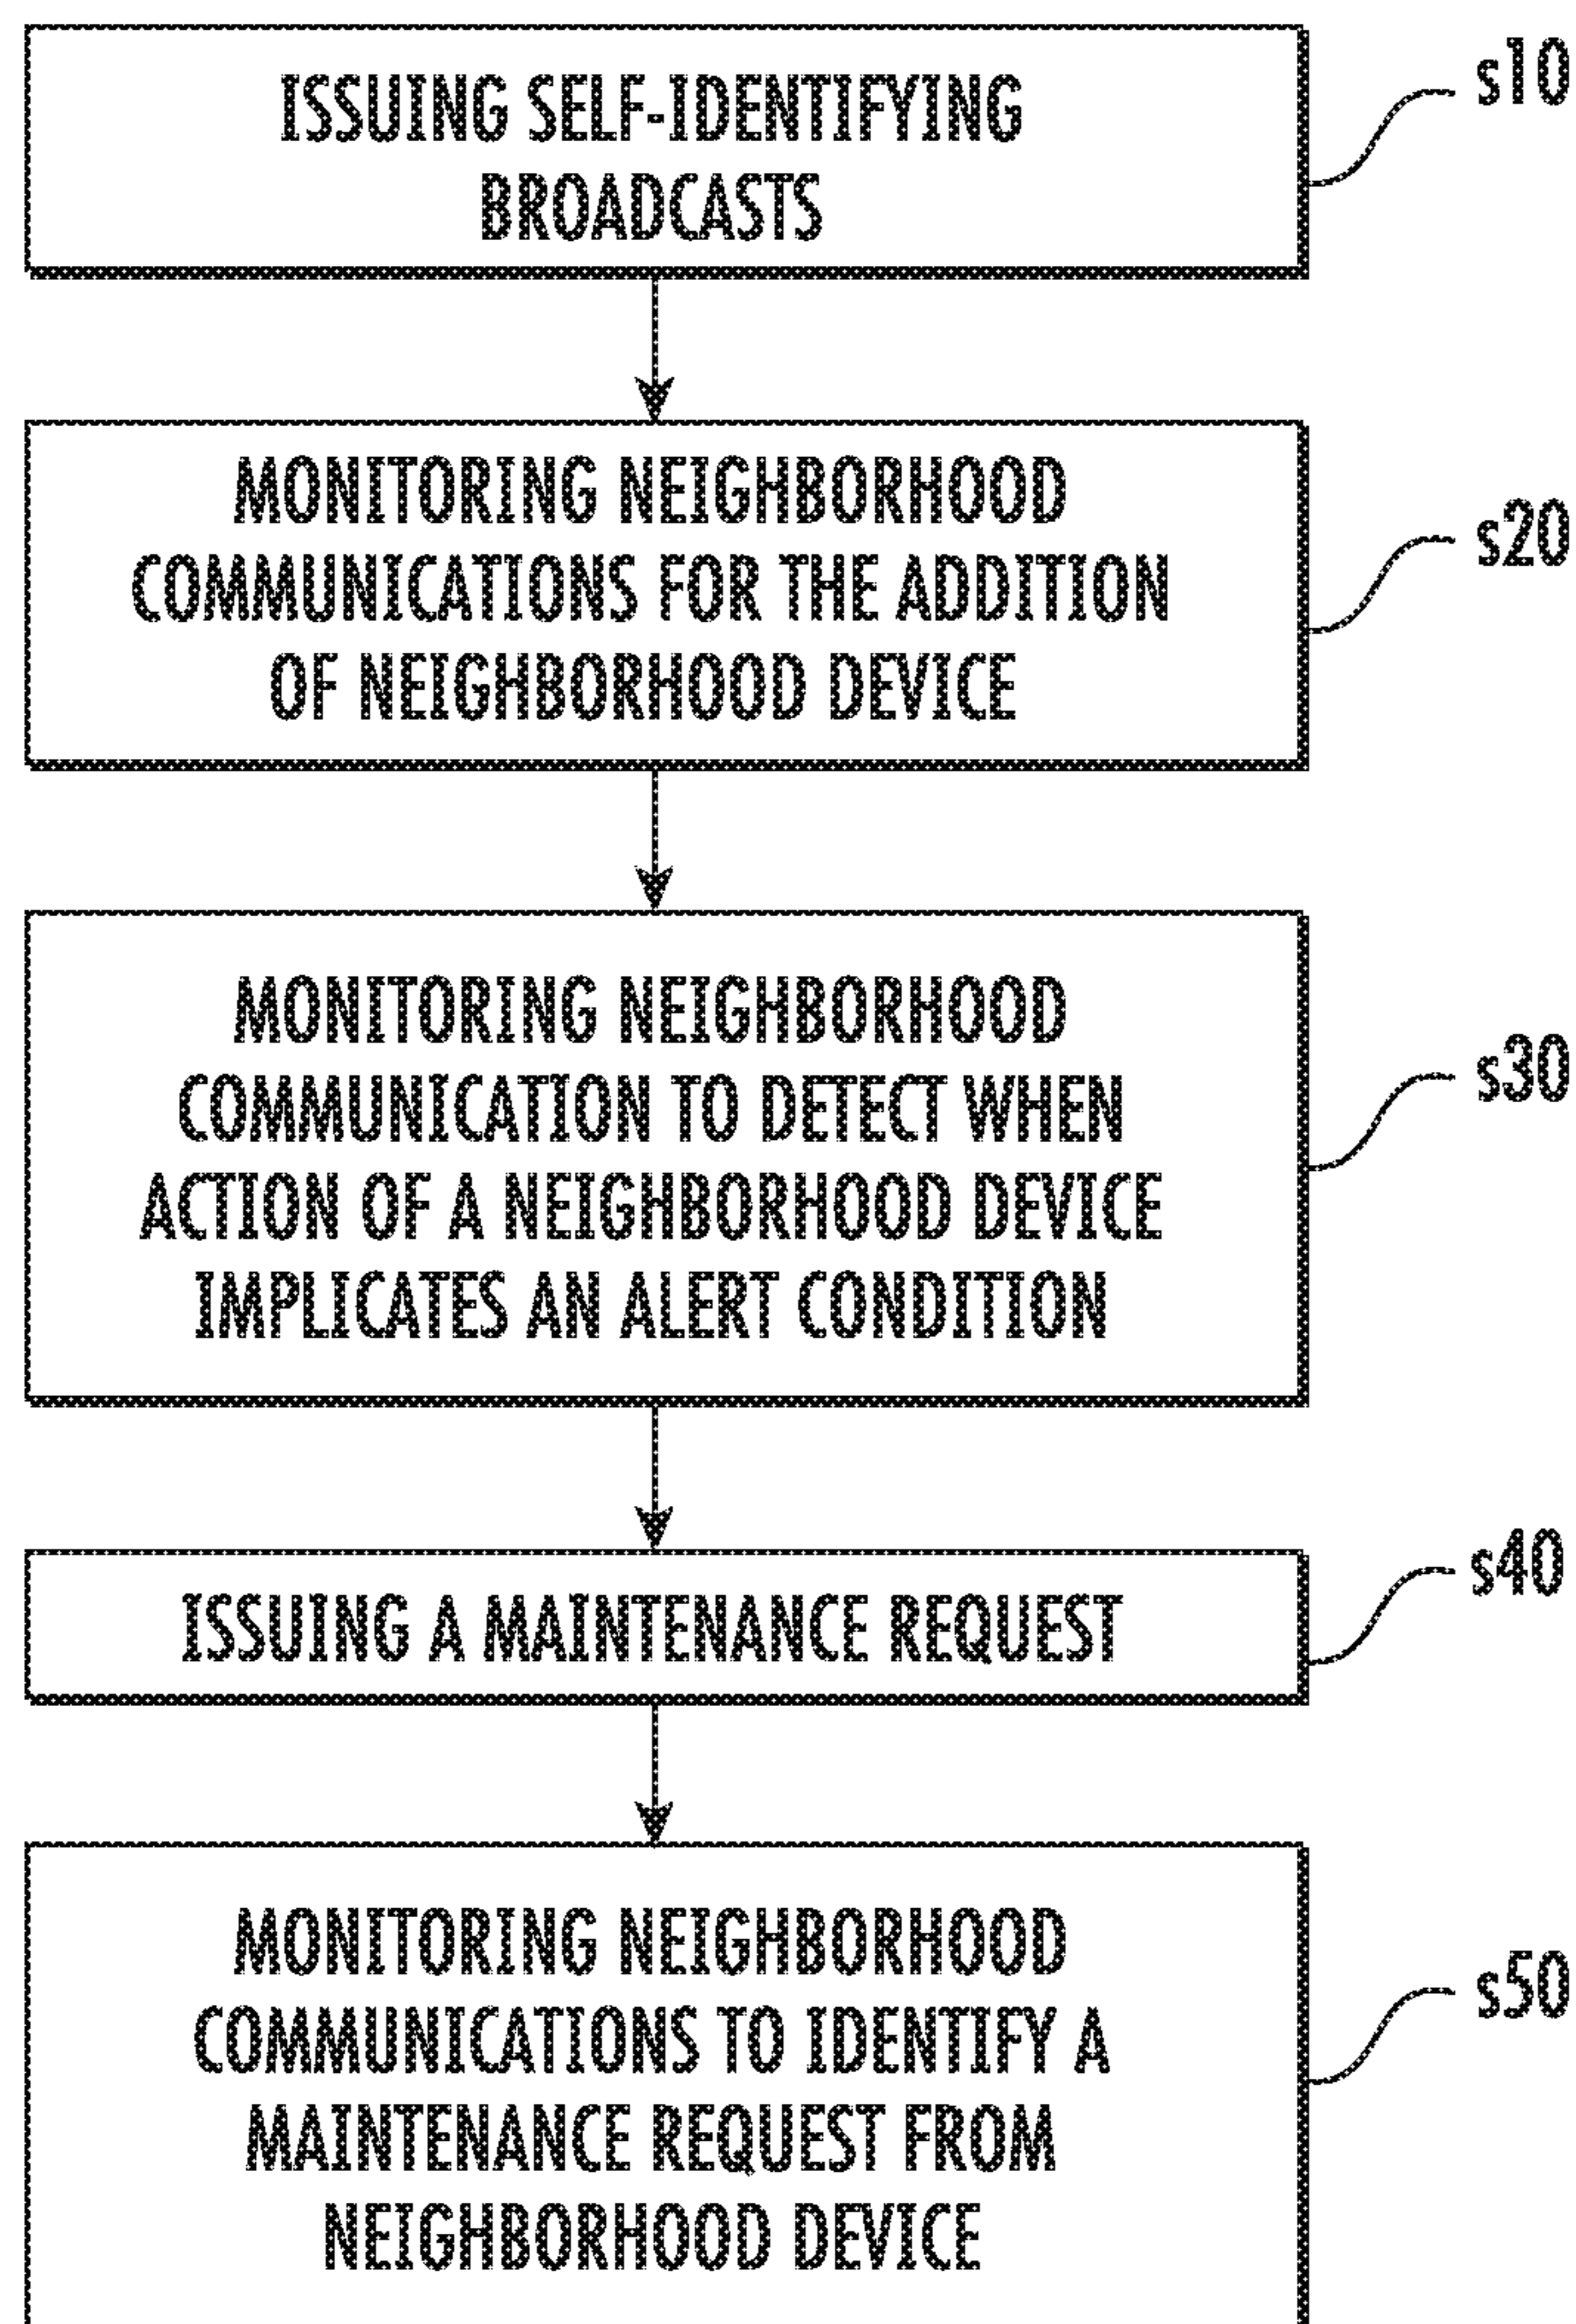 ISSUING SELF-IDENTIFYING
BROADCASTS
s10
MONITORING NEIGHBORHOOD
COMMUNICATIONS FOR THE ADDITION
OF NEIGHBORHOOD DEVICE
s20
MONITORING NEIGHBORHOOD
COMMUNICATION TO DETECT WHEN
ACTION OF A NEIGHBORHOOD DEVICE
IMPLICATES AN ALERT CONDITION
s30
ISSUING A MAINTENANCE REQUEST
s40
MONITORING NEIGHBORHOOD
COMMUNICATIONS TO IDENTIFY A
MAINTENANCE REQUEST FROM
NEIGHBORHOOD DEVICE
s50